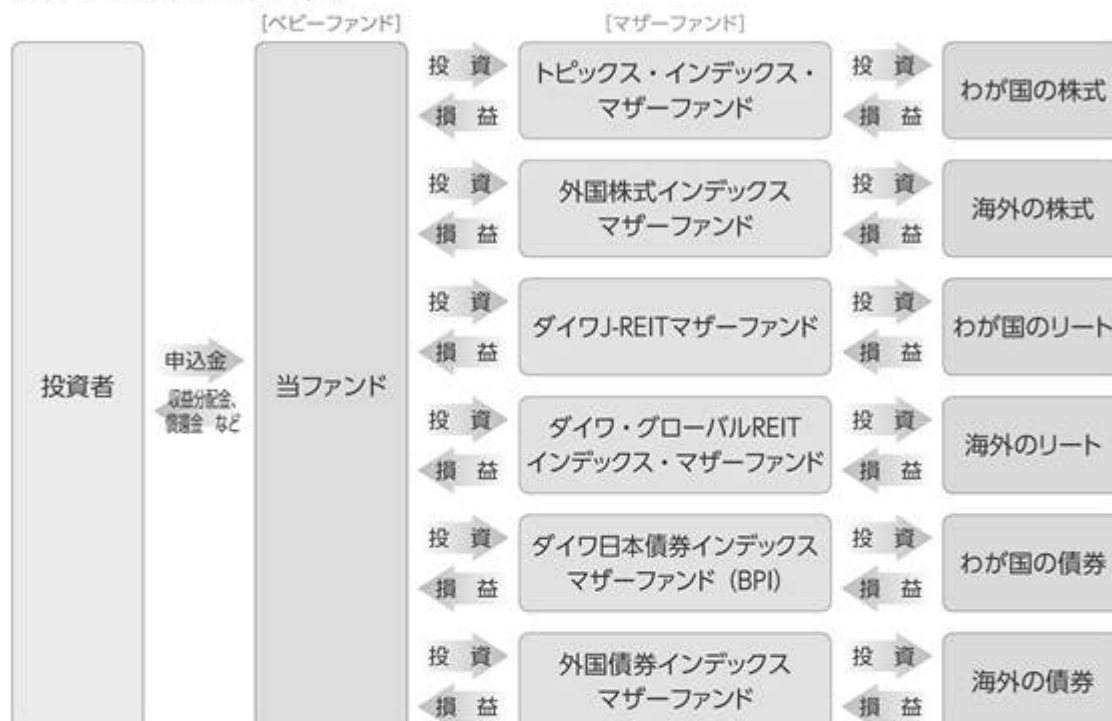 [ベビーファンド]
[マザーファンド]
投資者
申込金
収益分配金、
償還金 など
当ファンド
投 資
損 益
トピックス・インデックス・
マザーファンド
投 資
損 益
わが国の株式
投 資
損 益
外国株式インデックス
マザーファンド
投 資
損 益
海外の株式
投 資
損 益
ダイワJ-REITマザーファンド
投 資
損 益
わが国のリート
投 資
損 益
ダイワ・グローバルREIT
インデックス・マザーファンド
投 資
損 益
海外のリート
投 資
損 益
ダイワ日本債券インデックス
マザーファンド（BPI）
投 資
損 益
わが国の債券
投 資
損 益
外国債券インデックス
マザーファンド
投 資
損 益
海外の債券